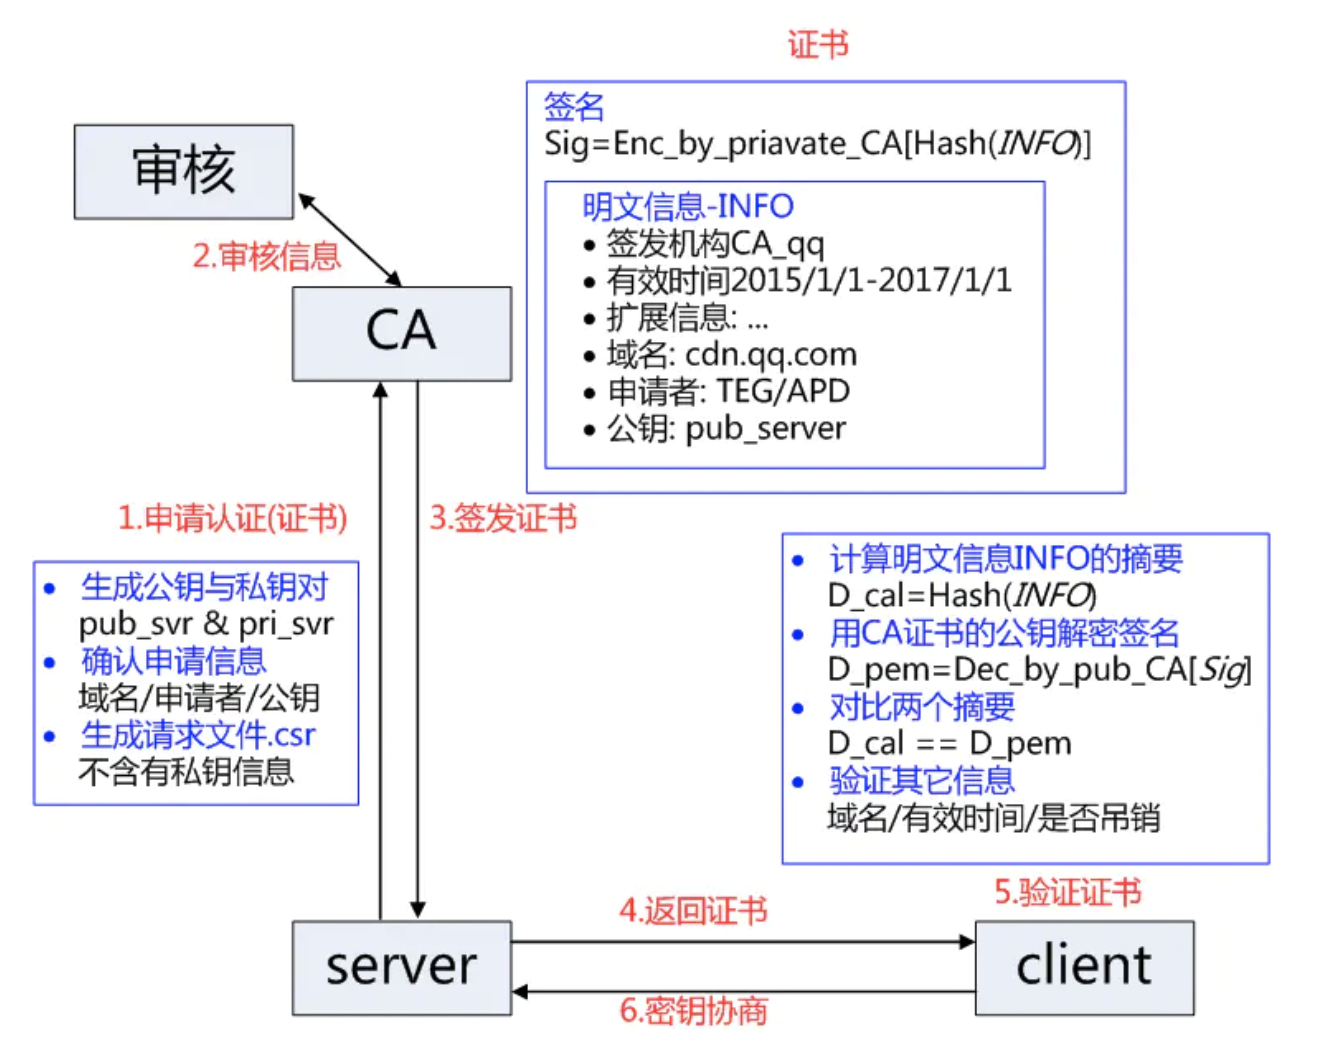 证书
签名
Sig=Enc_by_priavate_CA[Hash(INFO)]
明文信息-INFO
● 签发机构CA_qq
● 有效时间2015/1/1-2017/1/1
● 扩展信息: ...
● 域名: cdn.qq.com
● 申请者: TEG/APD
● 公钥: pub_server
审核
2.审核信息
CA
1.申请认证(证书)
3.签发证书
● 生成公钥与私钥对
pub_svr & pri_svr
● 确认申请信息
域名/申请者/公钥
● 生成请求文件.csr
不含有私钥信息
● 计算明文信息INFO的摘要
D_cal=Hash(INFO)
● 用CA证书的公钥解密签名
D_pem=Dec_by_pub_CA[Sig]
● 对比两个摘要
D_cal == D_pem
● 验证其它信息
域名/有效时间/是否吊销
5.验证证书
4.返回证书
server
client
6.密钥协商